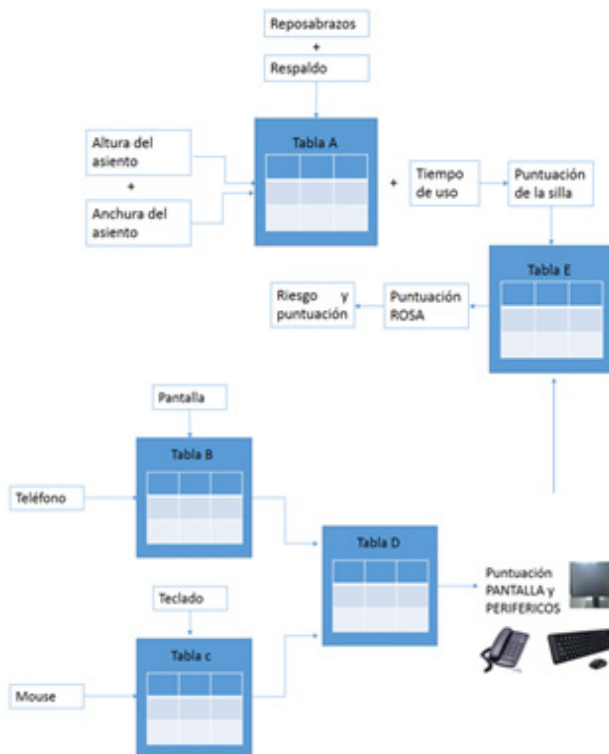 Reposabrazos
+
Respaldo
Altura del
asiento
+
Anchura del
asiento
Tabla A
+
Tiempo
de uso
Puntuación
de la silla
Tabla E
Riesgo y
puntuación
Puntuación
ROSA
Pantalla
Tabla B
Teléfono
Tabla D
Puntuación
PANTALLA y
PERIFERICOS
Teclado
Tabla c
Mouse